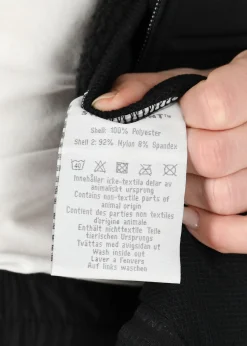 Shell: 100% Polyester
Shell 2: 92% Nylon 8% Spandex
40
Innehåller icke-textila delar av
animaliskt ursprung
Contains non-textile parts of
animal origin
Contient des parties non textiles
d'origine animale
Enthält nichttextile Teile
tierischen Ursprungs
Tvättas med avigsidan ut
Wash inside out
Laver a l'envers
Auf links waschen